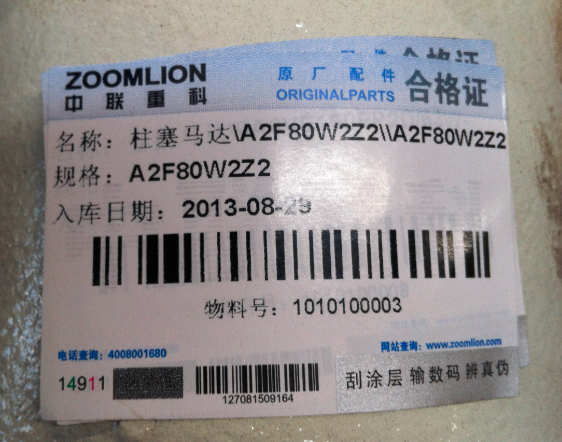 合格证
ZOOMLION 原厂配件 合格证
中联重科 ORIGINALPARTS
名称：柱塞马达\A2F80W2Z2\\A2F80W2Z2
规格：A2F80W2Z2
入库日期：2013-08-29
物料号：1010100003
电话查询：4008001680 网站查询：www.zoomlion.com
14911
127081509164
刮涂层 输数码 辨真伪